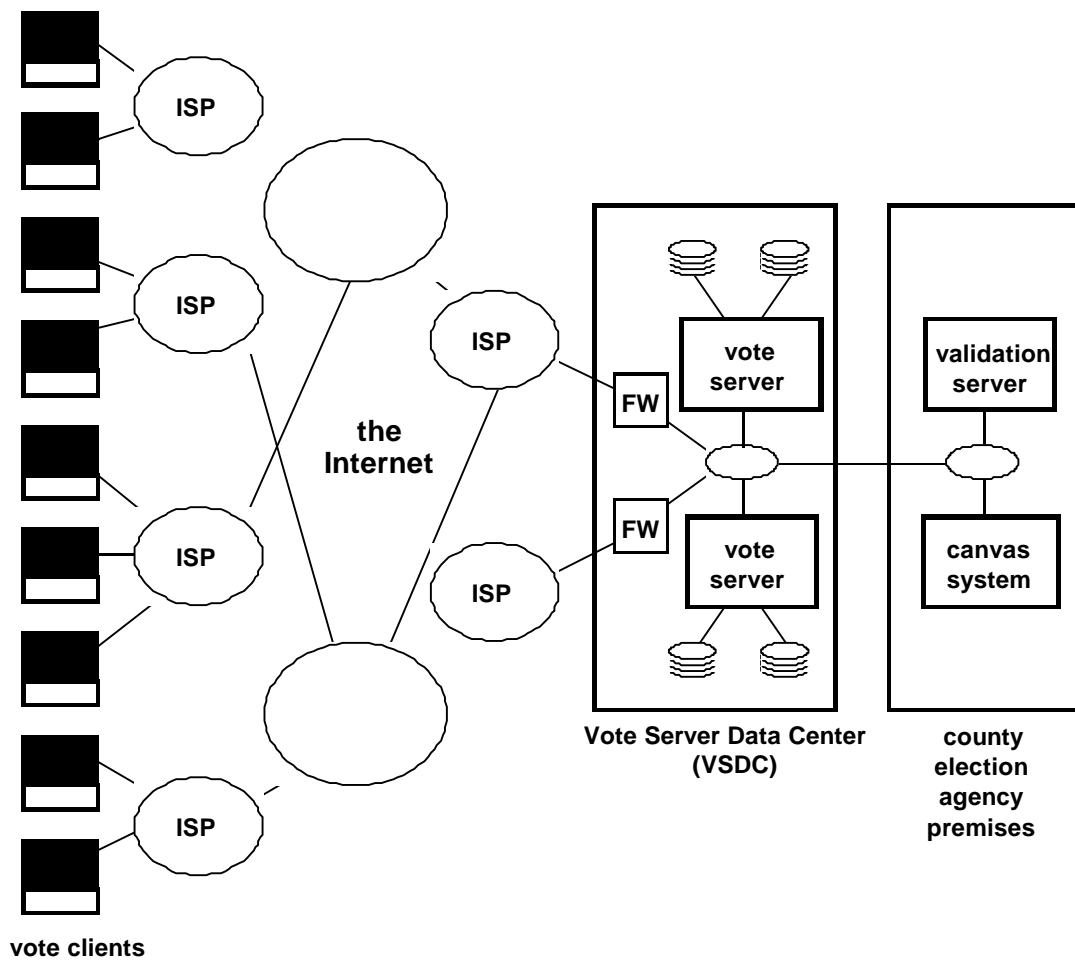 ISP
ISP
ISP
ISP
the
Internet
ISP
ISP
FW
FW
vote
server
vote
server
validation
server
canvas
system
Vote Server Data Center
(VSDC)
county
election
agency
premises
vote clients